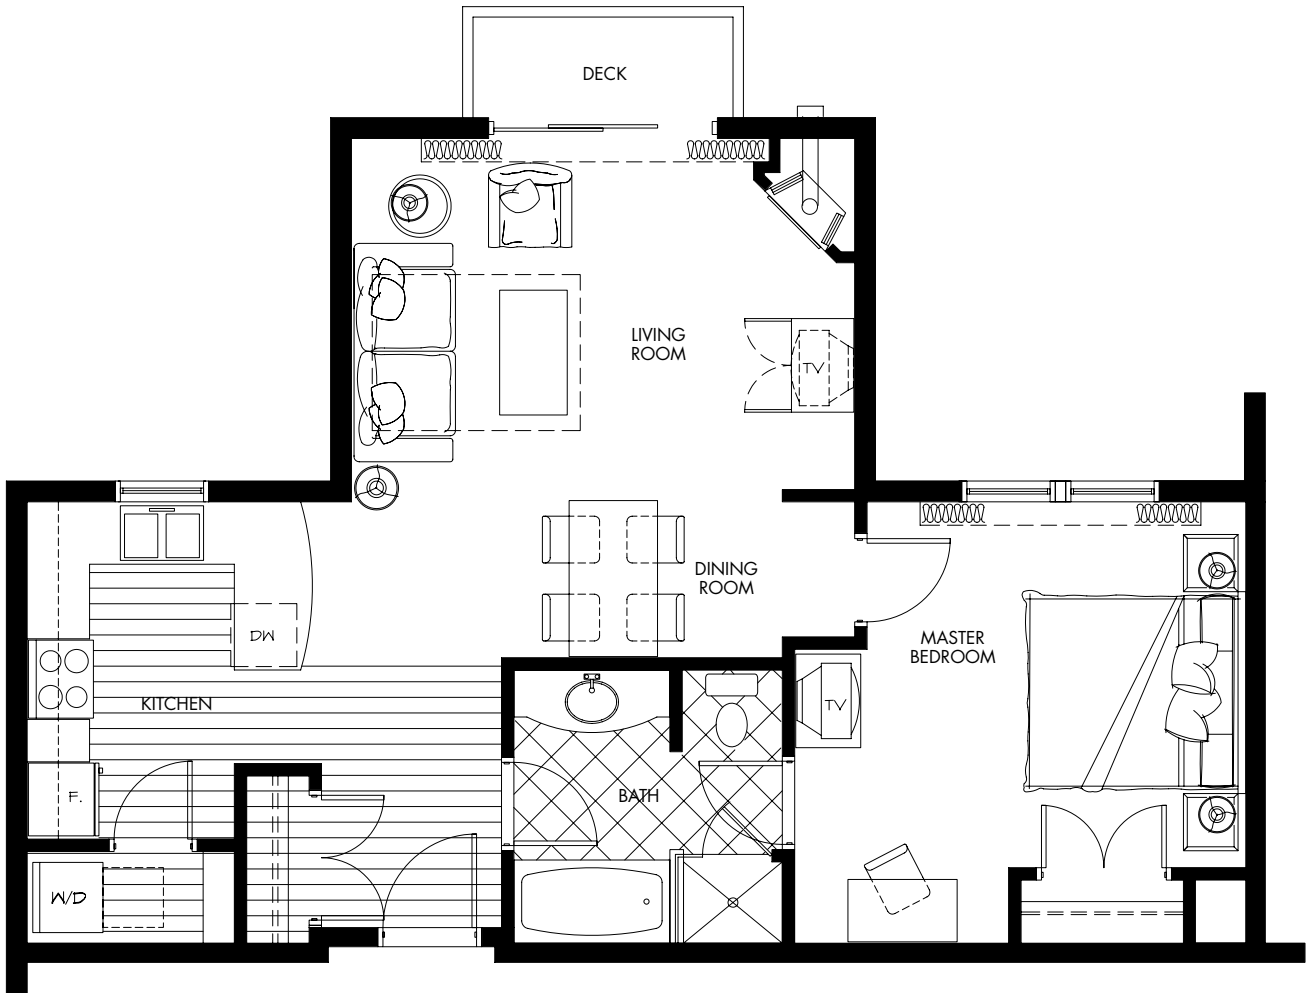 DECK
LIVING
ROOM
TV
DINING
ROOM
DW
MASTER
BEDROOM
KITCHEN
TV
F.
BATH
W/D